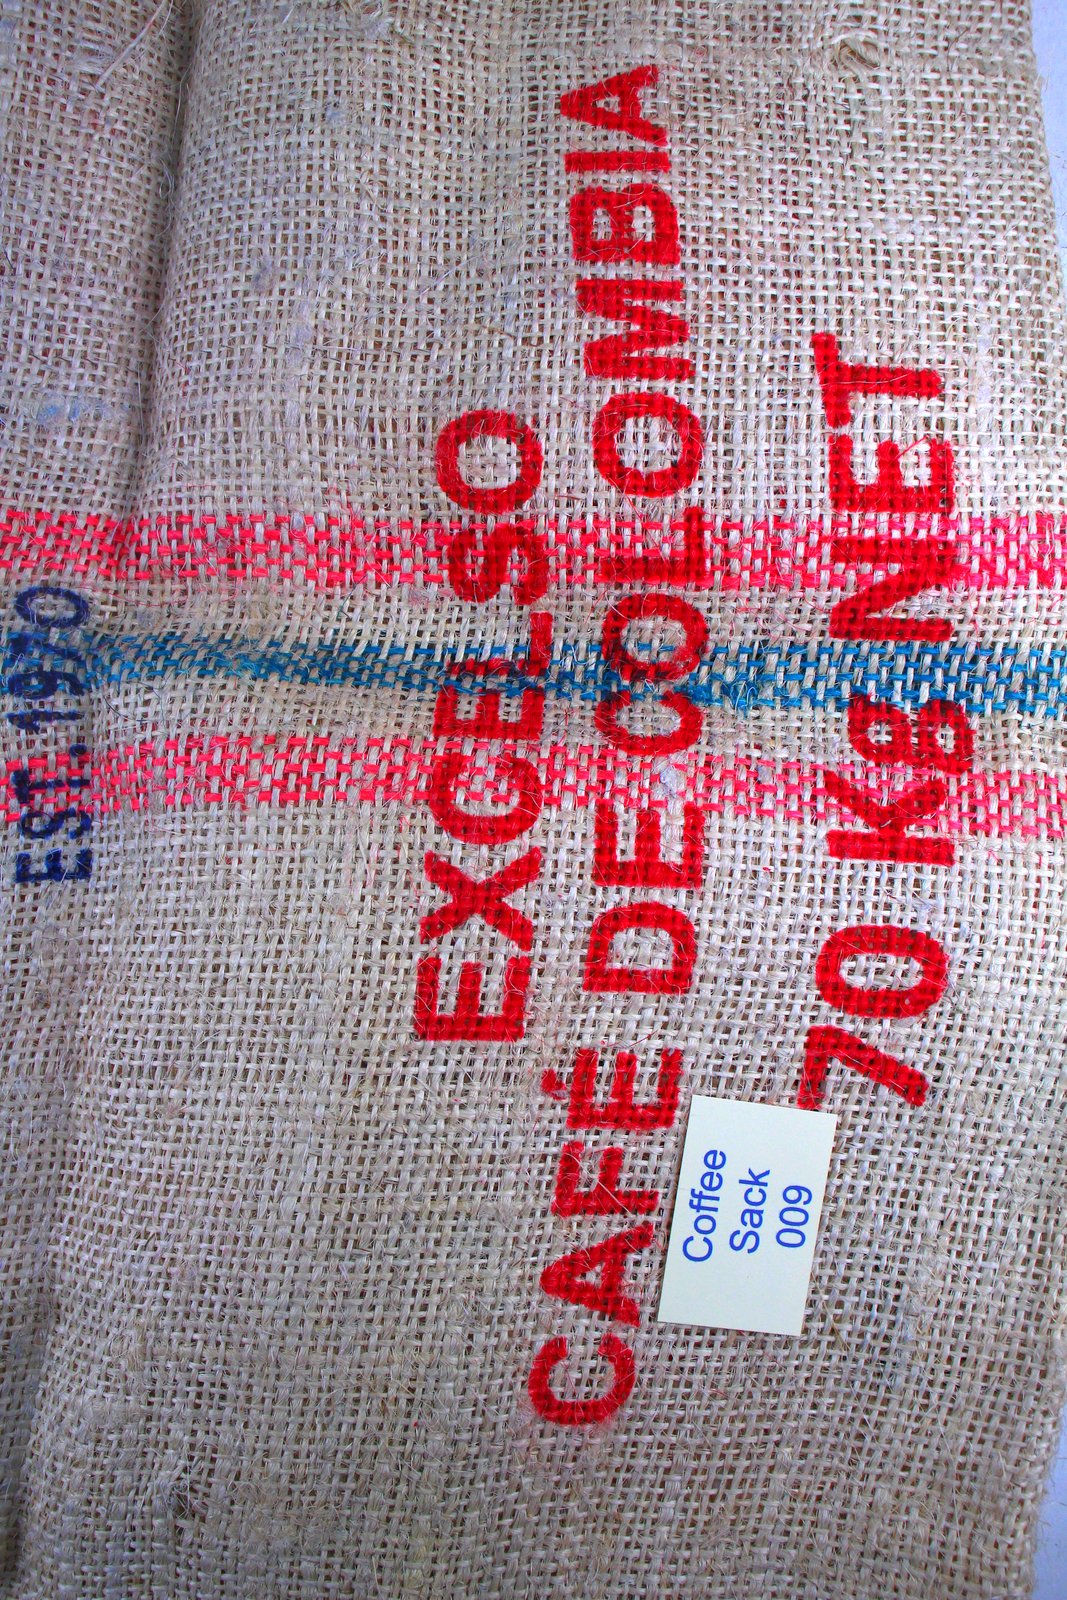 EST. 1970
EXCELSO
CAFÉ DE COLOMBIA
70 KG NET
Coffee
Sack
009